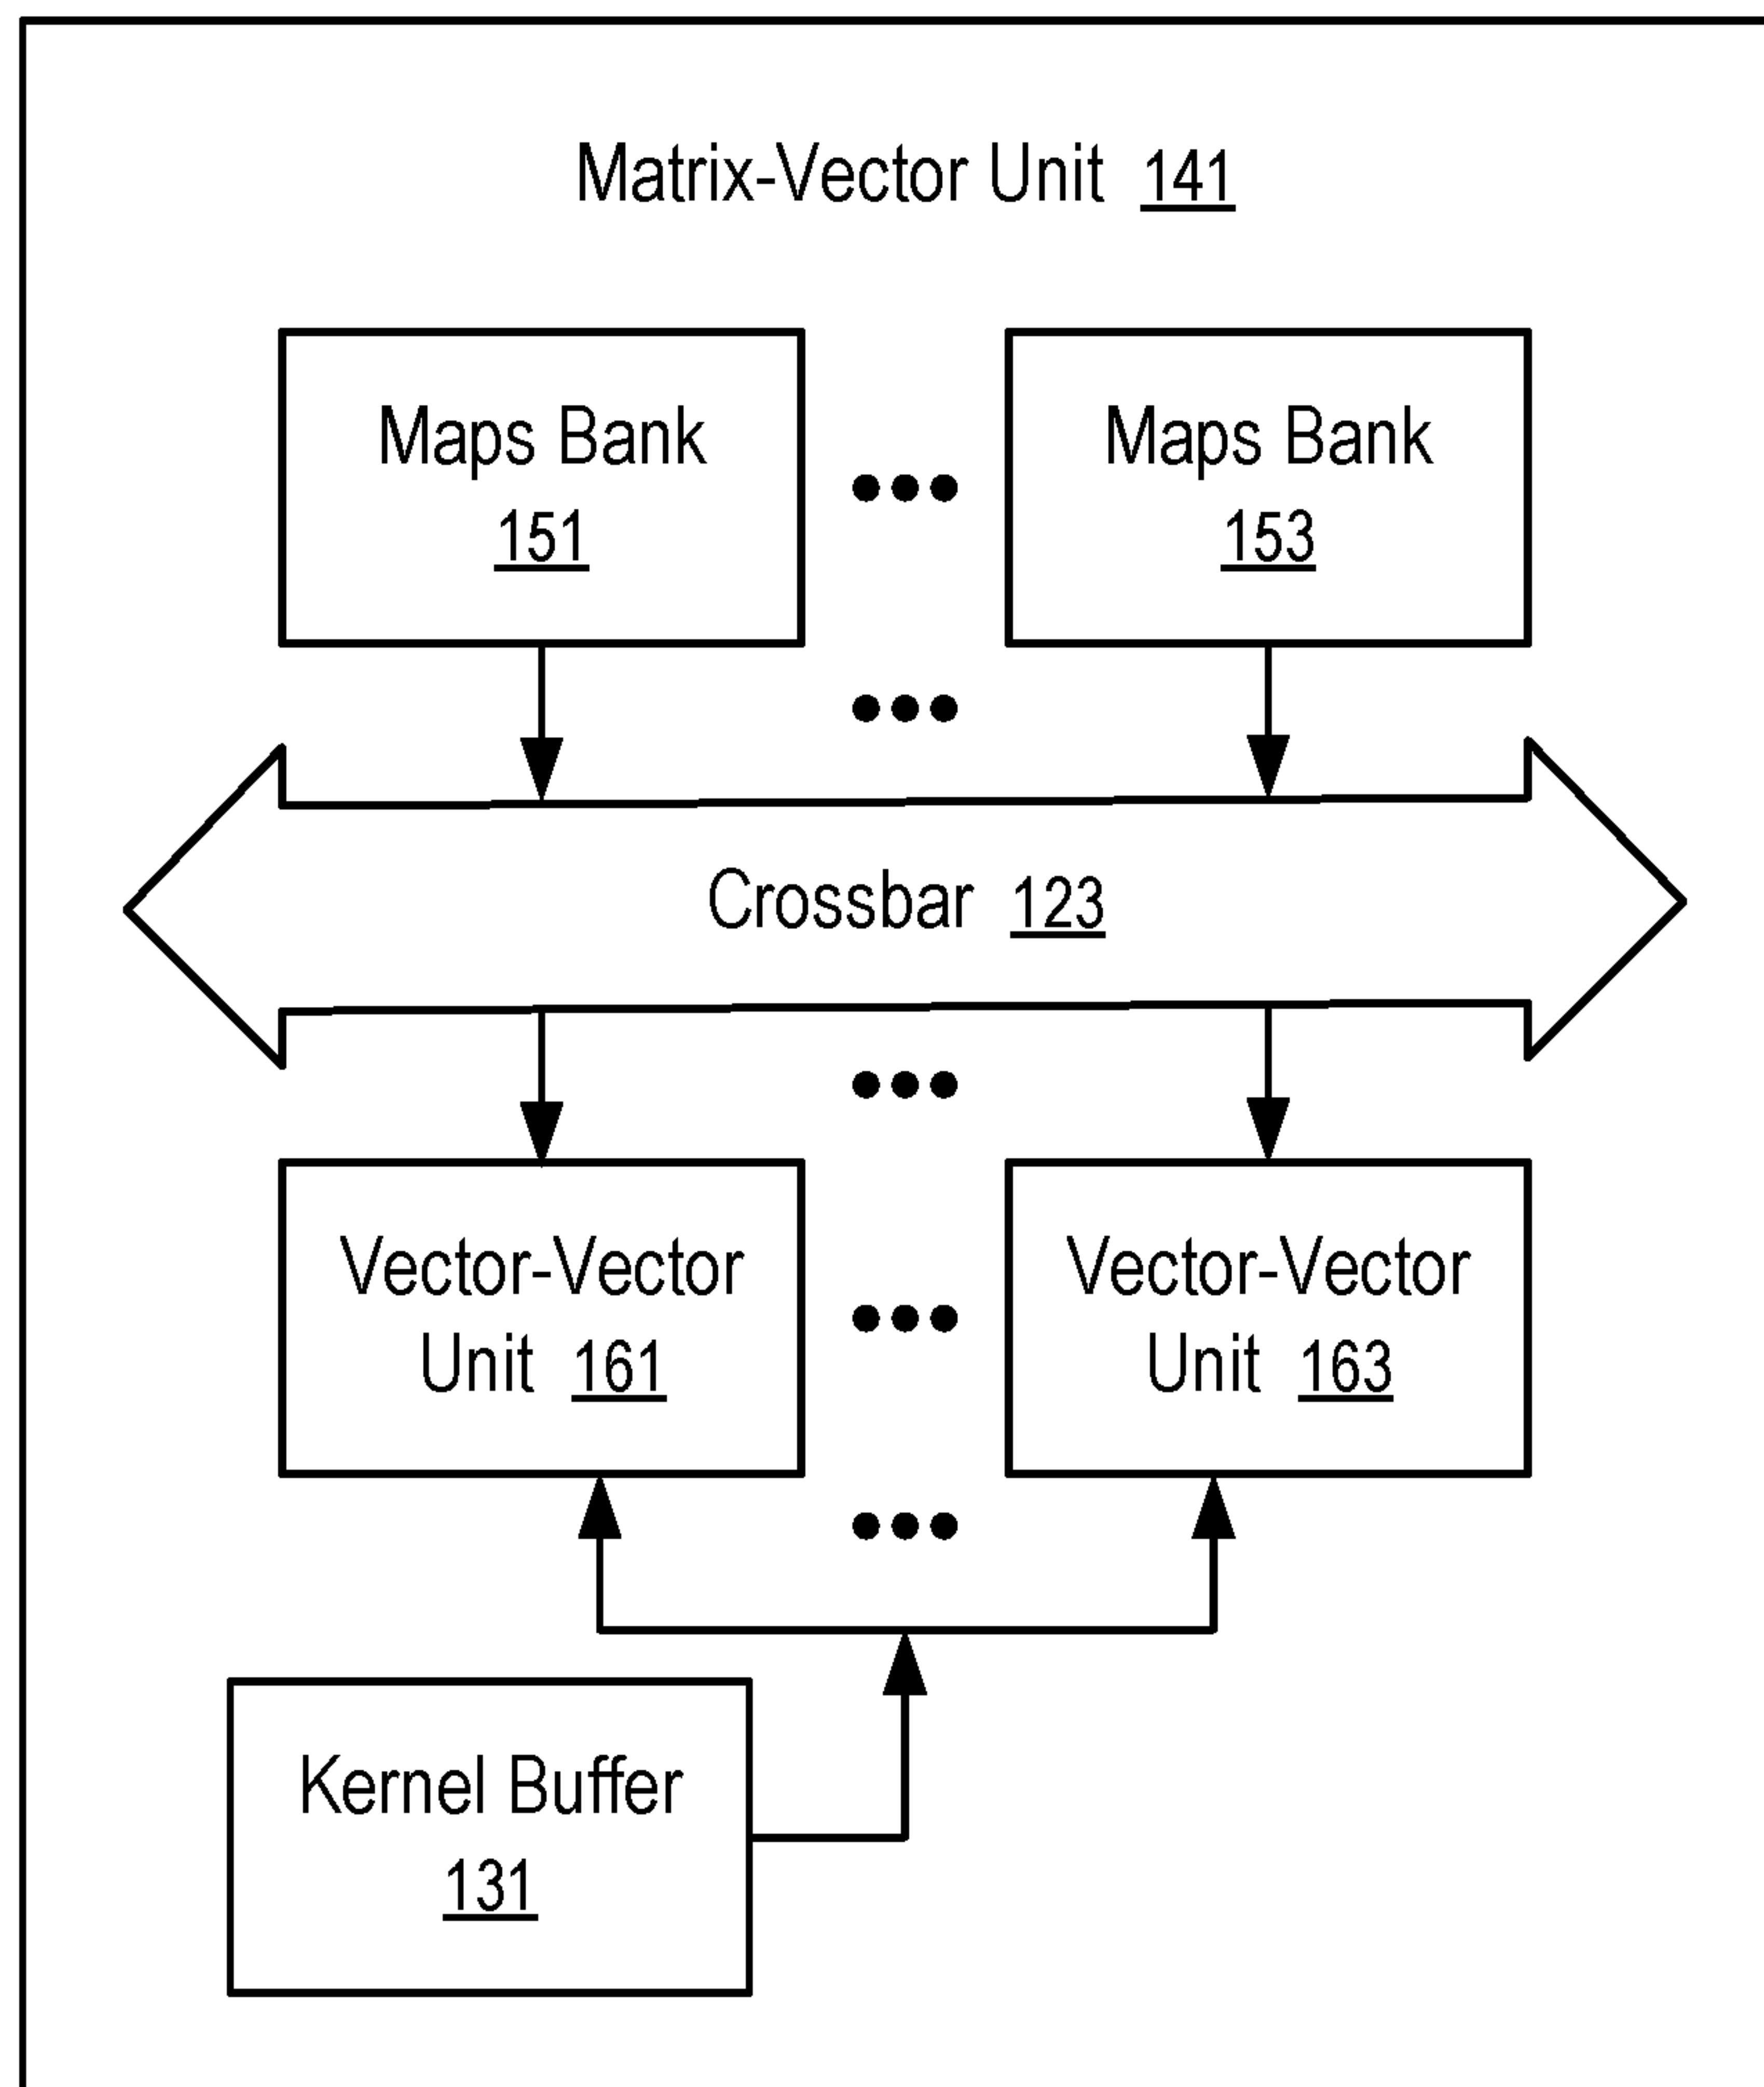 Matrix-Vector Unit 141
Maps Bank
151
Maps Bank
153
Crossbar 123
Vector-Vector
Unit 161
Vector-Vector
Unit 163
Kernel Buffer
131